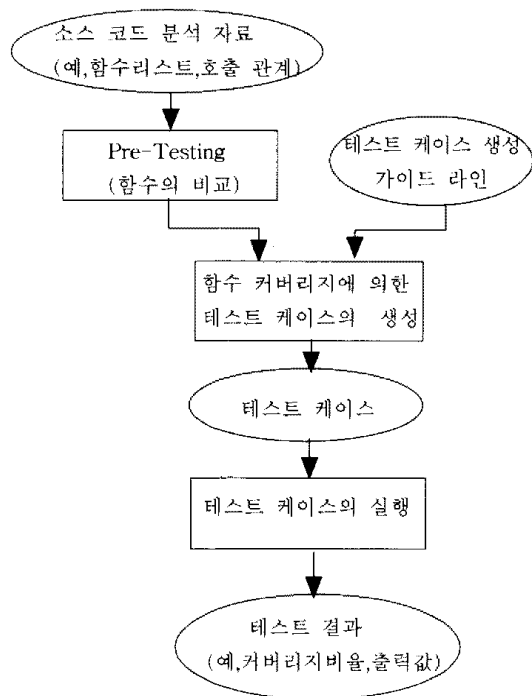 소스 코드 분석 자료
(예,함수리스트,호출 관계)
Pre-Testing
(함수의 비교)
테스트 케이스 생성
가이드 라인
함수 커버리지에 의한
테스트 케이스의 생성
테스트 케이스
테스트 케이스의 실행
테스트 결과
(예,커버리지비율,출력값)